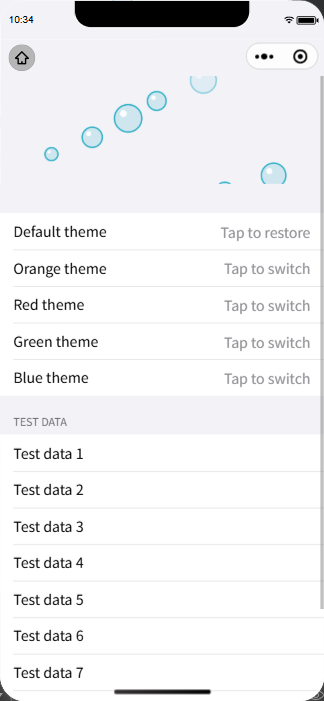 10:34
Default theme Tap to restore
Orange theme Tap to switch
Red theme Tap to switch
Green theme Tap to switch
Blue theme Tap to switch
TEST DATA
Test data 1
Test data 2
Test data 3
Test data 4
Test data 5
Test data 6
Test data 7